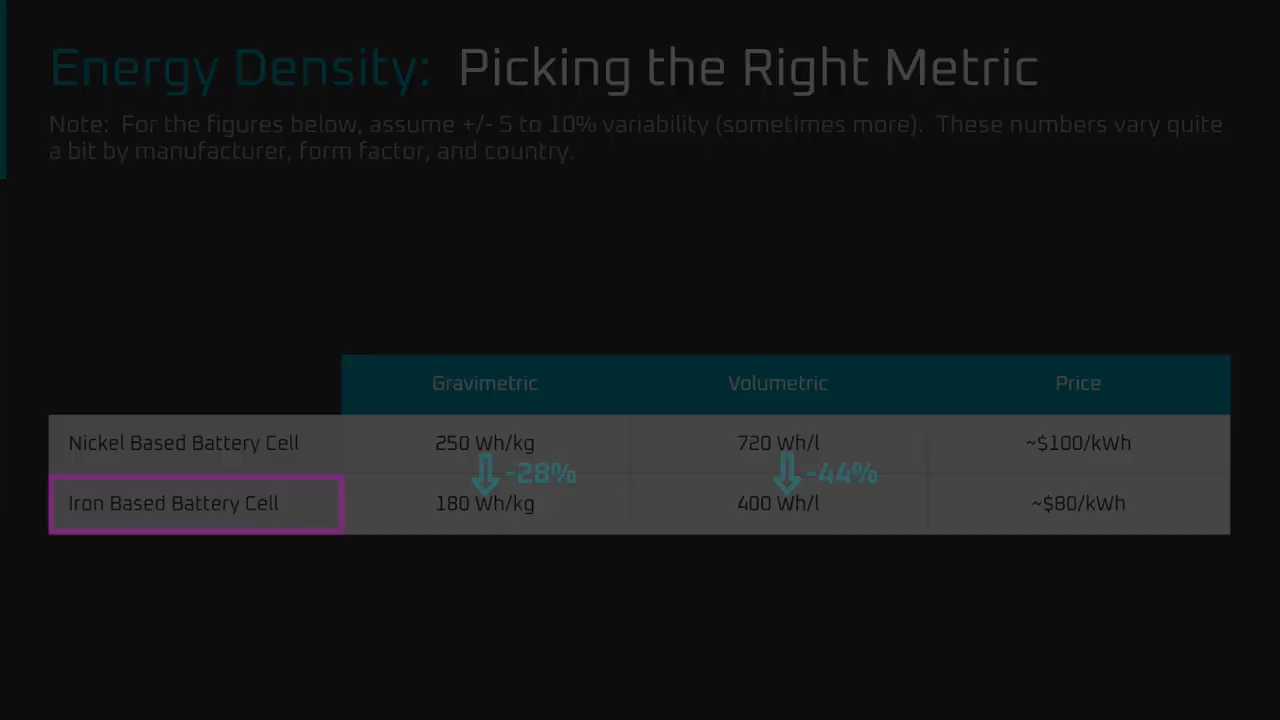 Energy Density: Picking the Right Metric
Note: For the figures below, assume +/- 5 to 10% variability (sometimes more). These numbers vary quite
a bit by manufacturer, form factor, and country.
Gravimetric Volumetric Price
Nickel Based Battery Cell 250 Wh/kg 720 Wh/l ~$100/kWh
-28% -44%
Iron Based Battery Cell 180 Wh/kg 400 Wh/l ~$80/kWh